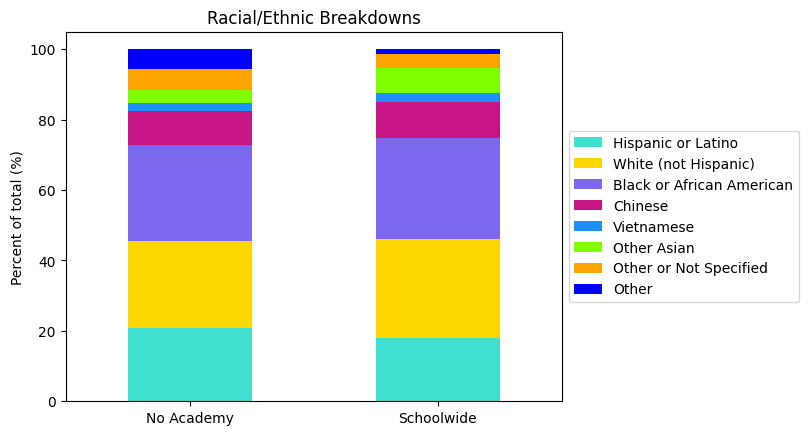 Racial/Ethnic Breakdowns
Percent of total (%)
100
80
60
40
20
0
No Academy
Schoolwide
Hispanic or Latino
White (not Hispanic)
Black or African American
Chinese
Vietnamese
Other Asian
Other or Not Specified
Other